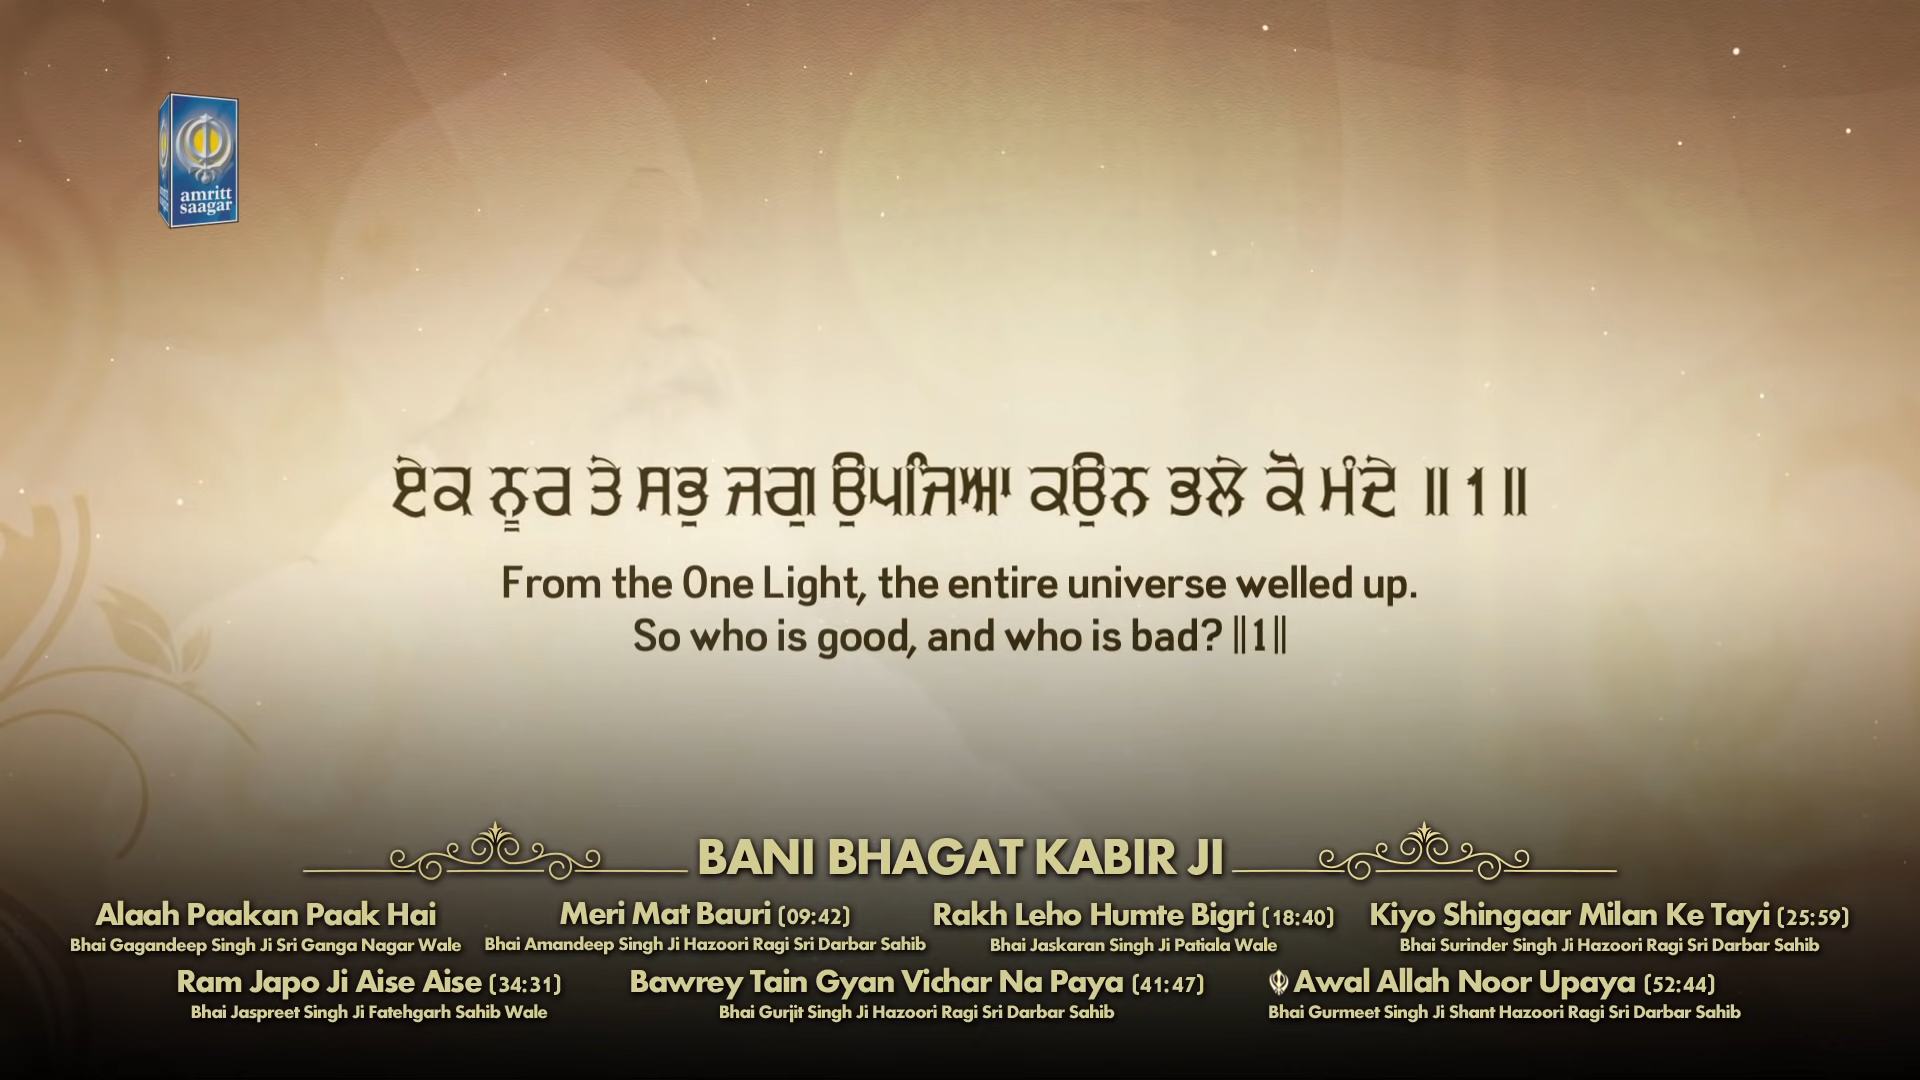 amritt
saagar
ਏਕ ਨੂਰ ਤੇ ਸਭੁ ਜਗੁ ਉਪਜਿਆ ਕਉਨ ਭਲੇ ਕੋ ਮੰਦੇ ॥ 1 ॥
From the One Light, the entire universe welled up.
So who is good, and who is bad? ||1||
BANI BHAGAT KABIR JI
Alaah Paakan Paak Hai Meri Mat Bauri (09:42) Rakh Leho Humte Bigri (18:40) Kiyo Shingaar Milan Ke Tayi (25:59)
Bhai Gagandeep Singh Ji Sri Ganga Nagar Wale Bhai Amandeep Singh Ji Hazoori Ragi Sri Darbar Sahib Bhai Jaskaran Singh Ji Patiala Wale Bhai Surinder Singh Ji Hazoori Ragi Sri Darbar Sahib
Ram Japo Ji Aise Aise (34:31) Bawrey Tain Gyan Vichar Na Paya (41:47) Awal Allah Noor Upaya (52:44)
Bhai Jaspreet Singh Ji Fatehgarh Sahib Wale Bhai Gurjit Singh Ji Hazoori Ragi Sri Darbar Sahib Bhai Gurmeet Singh Ji Shant Hazoori Ragi Sri Darbar Sahib